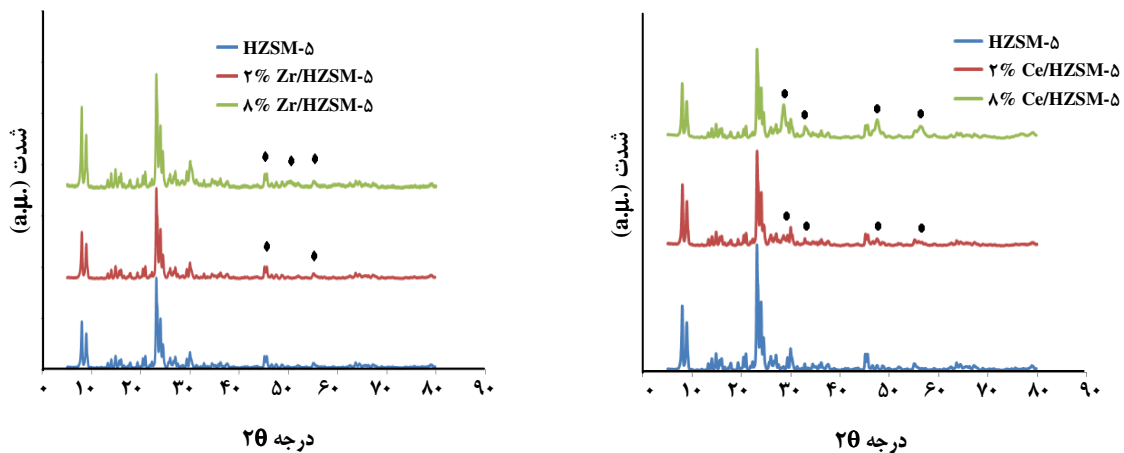 HZSM-۵
۲% Zr/HZSM-۵
۸% Zr/HZSM-۵
شدت (a.μ.)
۰ ۱۰ ۲۰ ۳۰ ۴۰ ۵۰ ۶۰ ۷۰ ۸۰ ۹۰
درجه ۲θ
HZSM-۵
۲% Ce/HZSM-۵
۸% Ce/HZSM-۵
شدت (a.μ.)
۰ ۱۰ ۲۰ ۳۰ ۴۰ ۵۰ ۶۰ ۷۰ ۸۰ ۹۰
درجه ۲θ